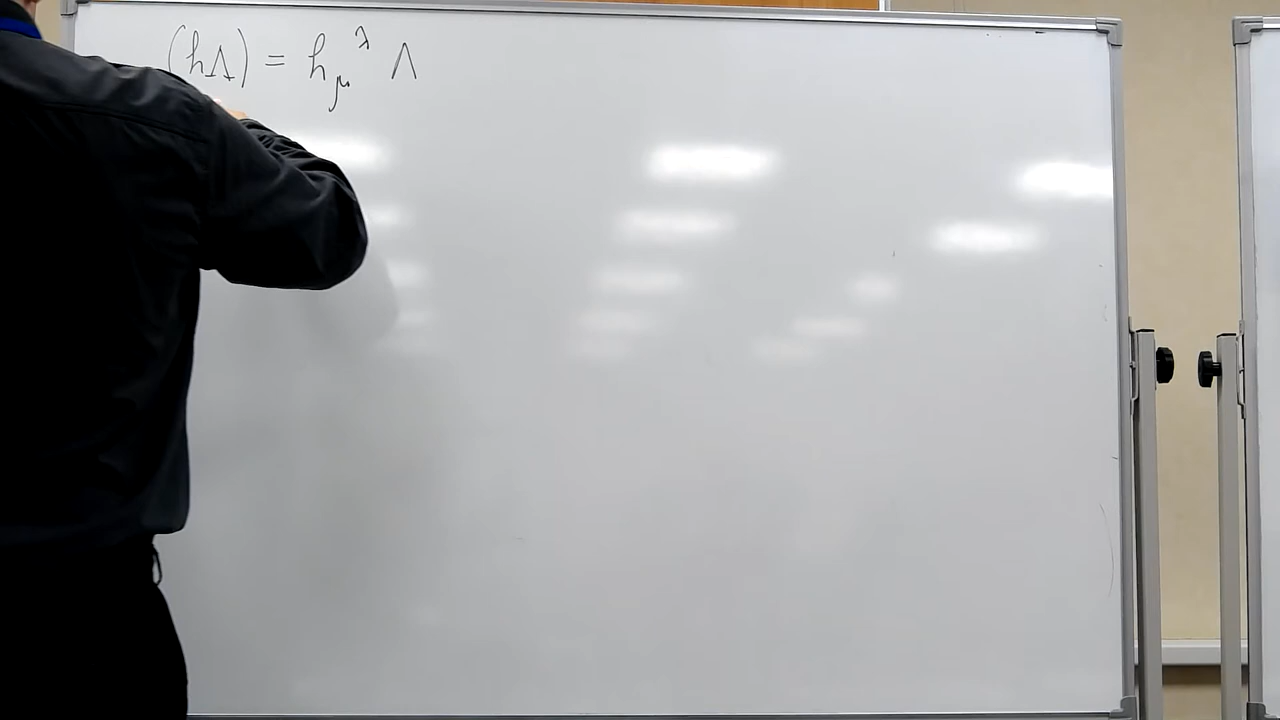 (hΛ) = h_μ^λ Λ